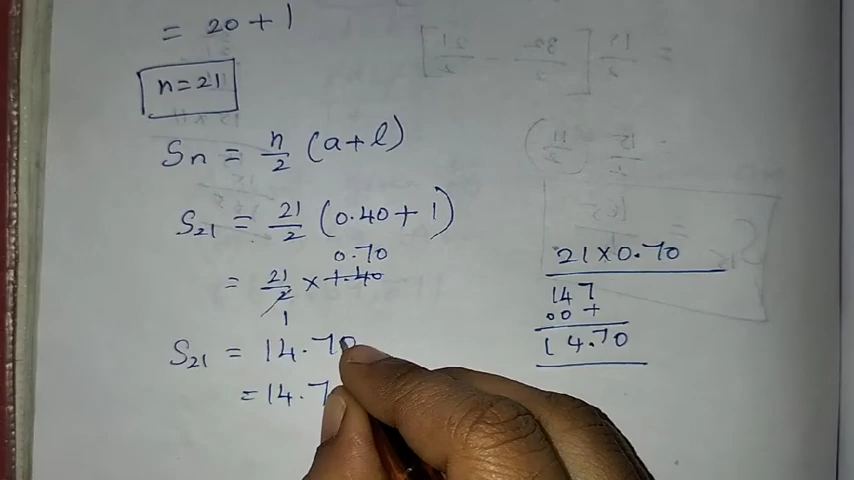 = 20 + 1
n = 21
Sn = n/2 (a + l)
S21 = 21/2 (0.40 + 1)
0.70
= 21/2 × 1.40
1
S21 = 14.70
= 14.7
21 × 0.70
147
00 +
14.70